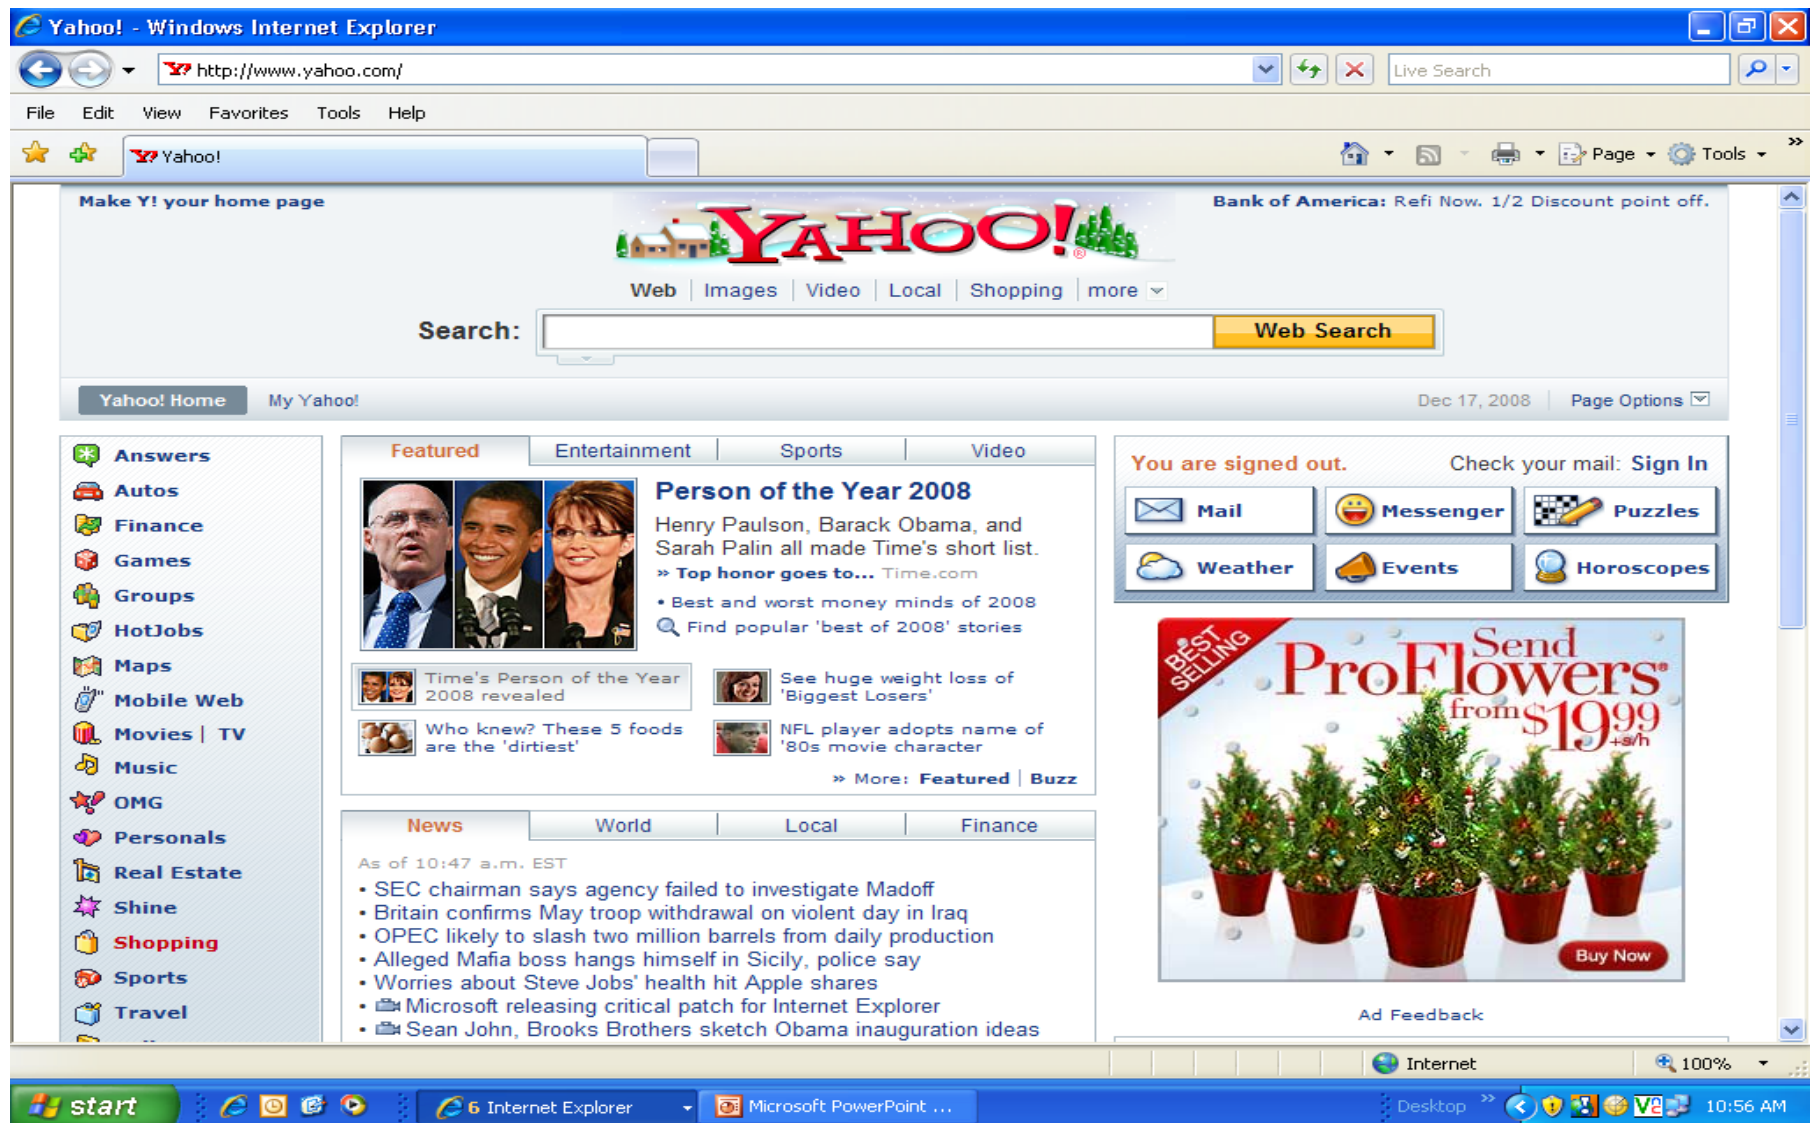 Yahoo! - Windows Internet Explorer
Y! http://www.yahoo.com/
Live Search
File Edit View Favorites Tools Help
Y! Yahoo!
Page Tools »
Make Y! your home page
YAHOO!®
Bank of America: Refi Now. 1/2 Discount point off.
Web | Images | Video | Local | Shopping | more
Search:
Web Search
Yahoo! Home My Yahoo!
Dec 17, 2008 | Page Options
Answers
Autos
Finance
Games
Groups
HotJobs
Maps
Mobile Web
Movies | TV
Music
OMG
Personals
Real Estate
Shine
Shopping
Sports
Travel
Featured Entertainment Sports Video
Person of the Year 2008
Henry Paulson, Barack Obama, and
Sarah Palin all made Time's short list.
» Top honor goes to... Time.com
• Best and worst money minds of 2008
Find popular 'best of 2008' stories
Time's Person of the Year
2008 revealed
See huge weight loss of
'Biggest Losers'
Who knew? These 5 foods
are the 'dirtiest'
NFL player adopts name of
'80s movie character
» More: Featured | Buzz
News World Local Finance
As of 10:47 a.m. EST
• SEC chairman says agency failed to investigate Madoff
• Britain confirms May troop withdrawal on violent day in Iraq
• OPEC likely to slash two million barrels from daily production
• Alleged Mafia boss hangs himself in Sicily, police say
• Worries about Steve Jobs' health hit Apple shares
• Microsoft releasing critical patch for Internet Explorer
• Sean John, Brooks Brothers sketch Obama inauguration ideas
You are signed out. Check your mail: Sign In
Mail Messenger Puzzles
Weather Events Horoscopes
BEST
SELLING
Send
ProFlowers®
from $19.99
+s/h
Buy Now
Ad Feedback
Internet 100%
start
6 Internet Explorer
Microsoft PowerPoint ...
Desktop »
10:56 AM